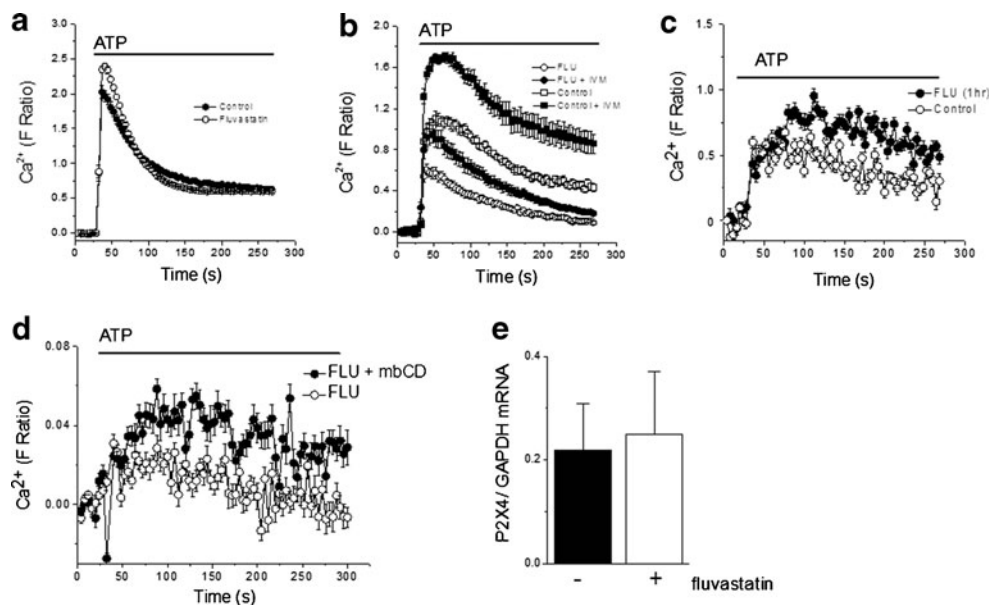 a
ATP
Ca²⁺ (F Ratio)
3.0
2.5
2.0
1.5
1.0
0.5
0.0
Control
Fluvastatin
0 50 100 150 200 250 300
Time (s)
b
ATP
Ca²⁺ (F Ratio)
2.0
1.6
1.2
0.8
0.4
0.0
FLU
FLU + IVM
Control
Control + IVM
0 50 100 150 200 250 300
Time (s)
c
ATP
Ca2+ (F Ratio)
1.5
1.0
0.5
0
FLU (1hr)
Control
0 50 100 150 200 250 300
Time (s)
d
ATP
Ca2+ (F Ratio)
0.08
0.04
0.00
FLU + mbCD
FLU
0 50 100 150 200 250 300
Time (s)
e
P2X4/ GAPDH mRNA
0.4
0.2
0.0
- + fluvastatin